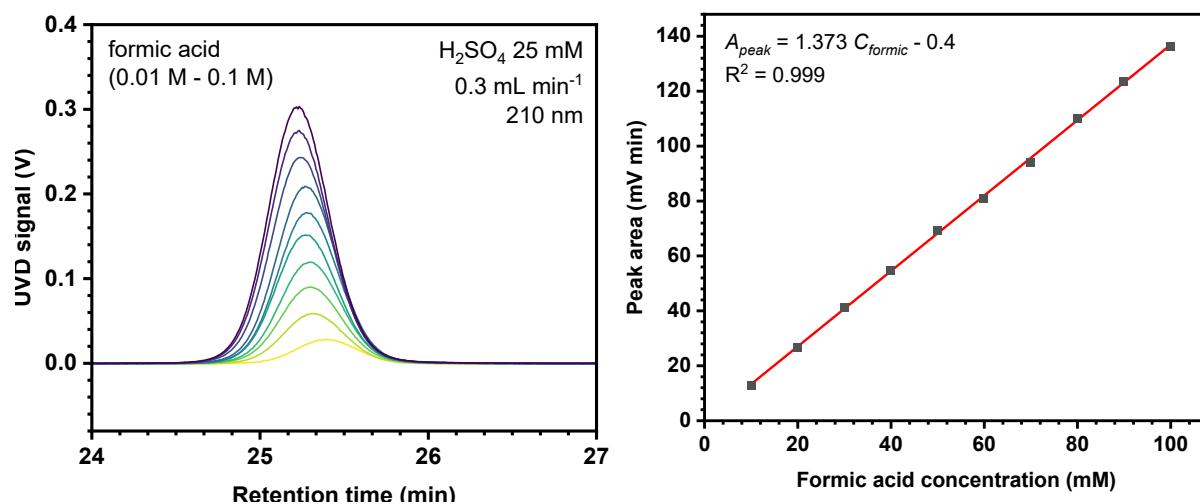 formic acid
(0.01 M - 0.1 M)
H₂SO₄ 25 mM
0.3 mL min⁻¹
210 nm
UVD signal (V)
0.4
0.3
0.2
0.1
0.0
24
25
26
27
Retention time (min)
A_peak = 1.373 C_formic - 0.4
R² = 0.999
Peak area (mV min)
140
120
100
80
60
40
20
0
0
20
40
60
80
100
Formic acid concentration (mM)